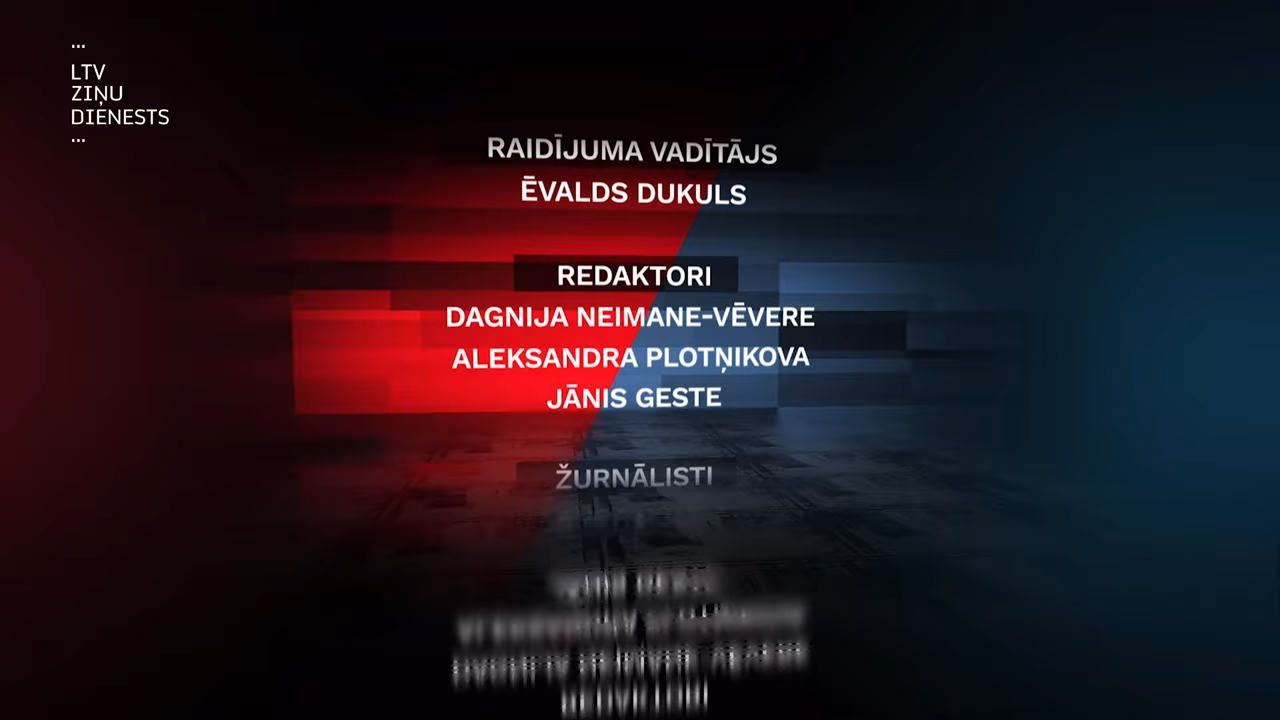 ...
LTV
ZIŅU
DIENESTS
...
RAIDĪJUMA VADĪTĀJS
ĒVALDS DUKULS
REDAKTORI
DAGNIJA NEIMANE-VĒVERE
ALEKSANDRA PLOTŅIKOVA
JĀNIS GESTE
ŽURNĀLISTI